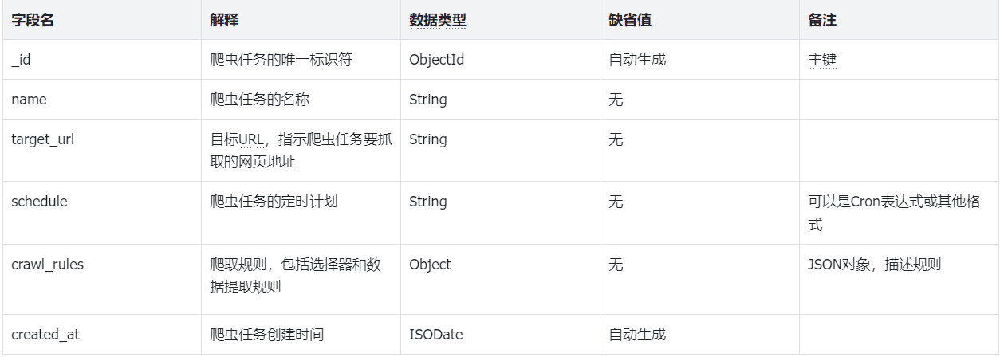 字段名 解释 数据类型 缺省值 备注
_id 爬虫任务的唯一标识符 ObjectId 自动生成 主键
name 爬虫任务的名称 String 无
target_url 目标URL，指示爬虫任务要抓取的网页地址 String 无
schedule 爬虫任务的定时计划 String 无 可以是Cron表达式或其他格式
crawl_rules 爬取规则，包括选择器和数据提取规则 Object 无 JSON对象，描述规则
created_at 爬虫任务创建时间 ISODate 自动生成